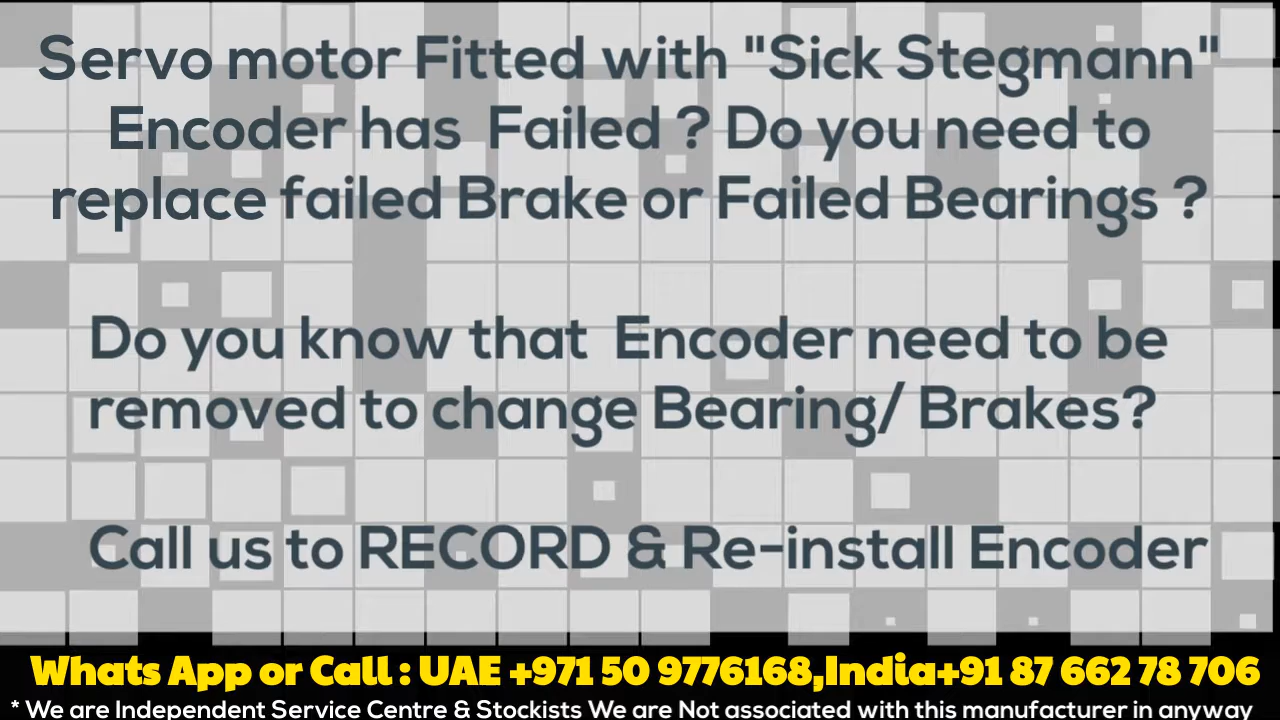 Servo motor Fitted with "Sick Stegmann"
Encoder has Failed ? Do you need to
replace failed Brake or Failed Bearings ?
Do you know that Encoder need to be
removed to change Bearing/ Brakes?
Call us to RECORD & Re-install Encoder
Whats App or Call : UAE +971 50 9776168,India+91 87 662 78 706
* We are Independent Service Centre & Stockists We are Not associated with this manufacturer in anyway